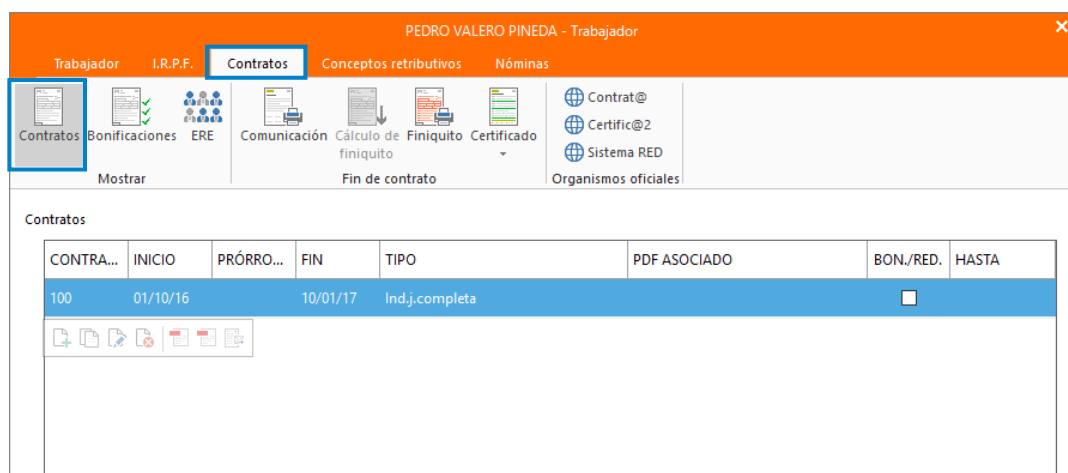 PEDRO VALERO PINEDA - Trabajador
Trabajador I.R.P.F. Contratos Conceptos retributivos Nóminas
Contratos Bonificaciones ERE Comunicación Cálculo de finiquito Finiquito Certificado
Contrat@
Certific@2
Sistema RED
Mostrar Fin de contrato Organismos oficiales
Contratos
CONTRA... INICIO PRÓRRO... FIN TIPO PDF ASOCIADO BON./RED. HASTA
100 01/10/16 10/01/17 Ind.j.completa